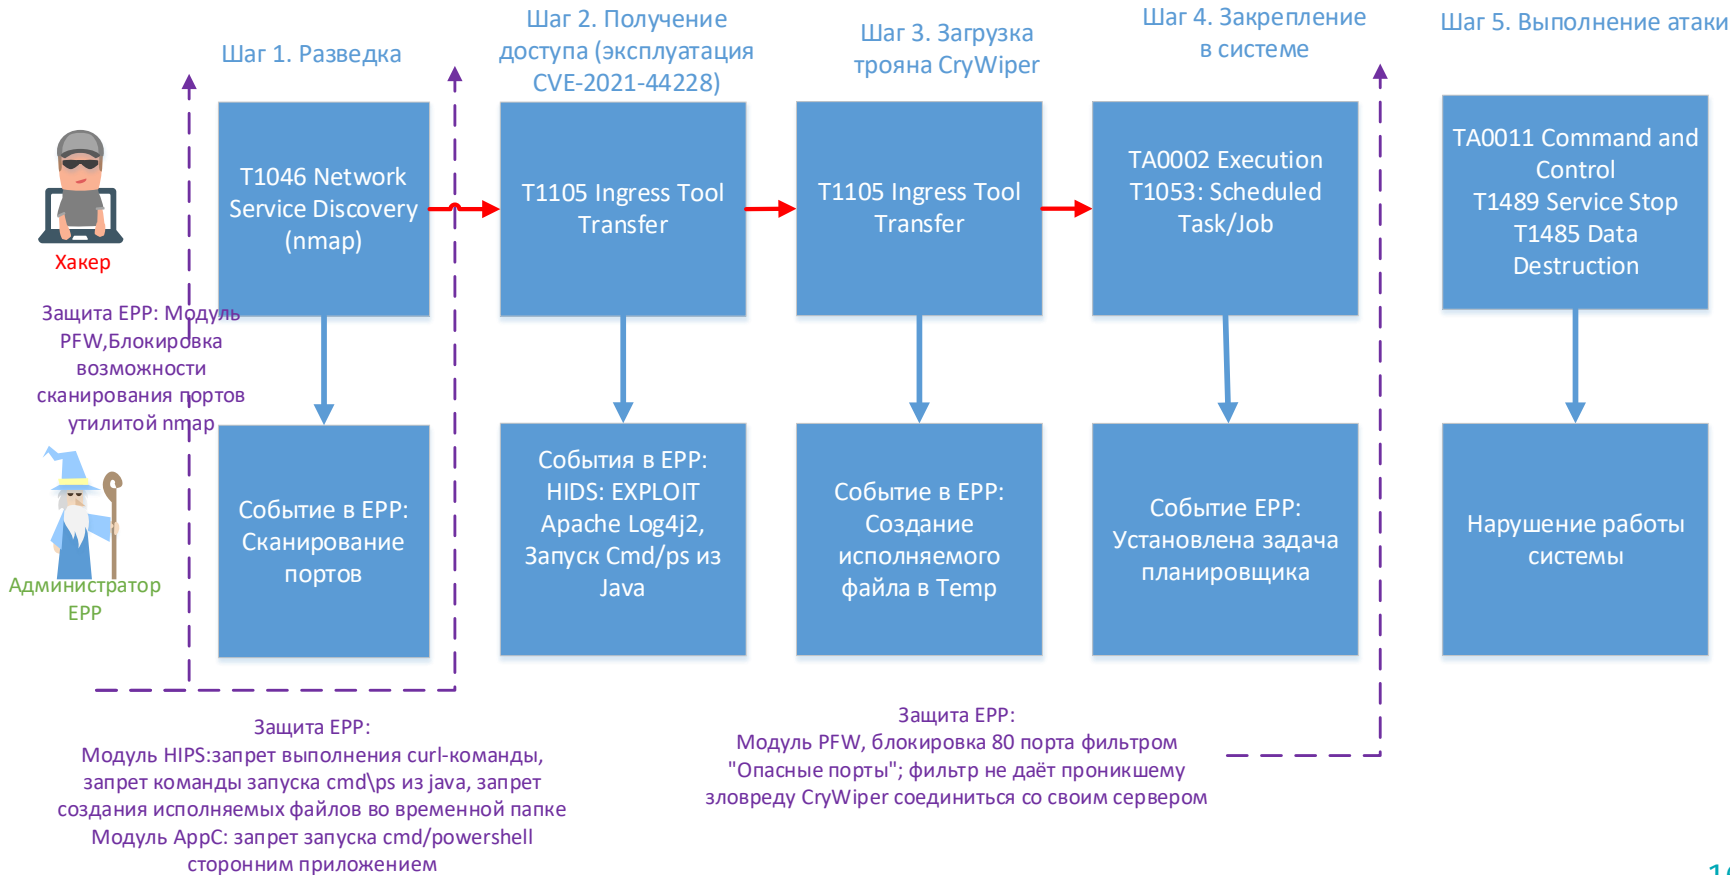 Шаг 1. Разведка
Шаг 2. Получение
доступа (эксплуатация
CVE-2021-44228)
Шаг 3. Загрузка
трояна CryWiper
Шаг 4. Закрепление
в системе
Шаг 5. Выполнение атаки
Хакер
T1046 Network
Service Discovery
(nmap)
T1105 Ingress Tool
Transfer
T1105 Ingress Tool
Transfer
TA0002 Execution
T1053: Scheduled
Task/Job
TA0011 Command and
Control
T1489 Service Stop
T1485 Data
Destruction
Защита EPP: Модуль
PFW,Блокировка
возможности
сканирования портов
утилитой nmap
Администратор
EPP
Событие в EPP:
Сканирование
портов
События в EPP:
HIDS: EXPLOIT
Apache Log4j2,
Запуск Cmd/ps из
Java
Событие в EPP:
Создание
исполняемого
файла в Temp
Событие EPP:
Установлена задача
планировщика
Нарушение работы
системы
Защита EPP:
Модуль HIPS:запрет выполнения curl-команды,
запрет команды запуска cmd\ps из java, запрет
создания исполняемых файлов во временной папке
Модуль AppC: запрет запуска cmd/powershell
сторонним приложением
Защита EPP:
Модуль PFW, блокировка 80 порта фильтром
"Опасные порты"; фильтр не даёт проникшему
зловреду CryWiper соединиться со своим сервером